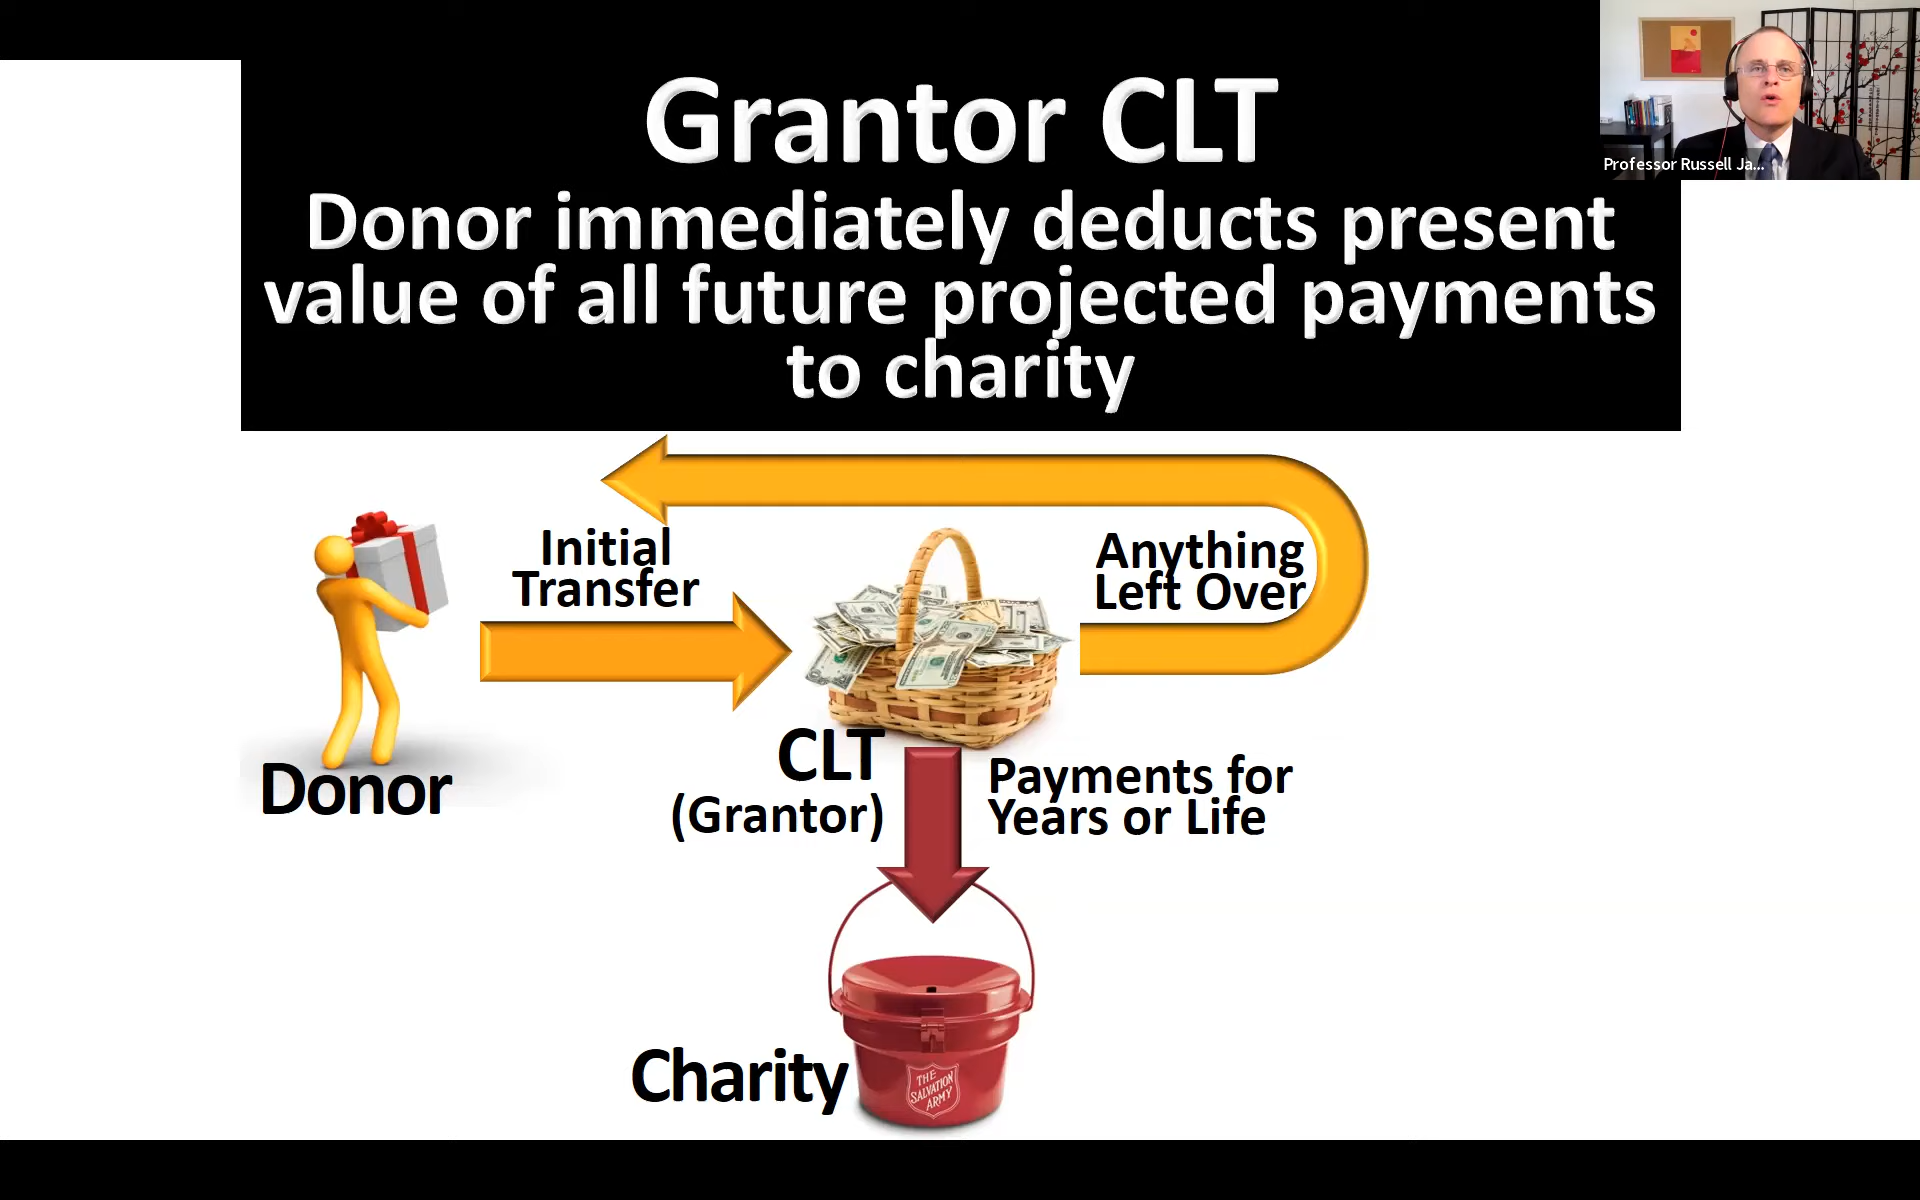 Grantor CLT
Donor immediately deducts present
value of all future projected payments
to charity
Professor Russell Ja...
Initial
Transfer
Anything
Left Over
CLT
(Grantor)
Payments for
Years or Life
Donor
Charity
THE
SALVATION
ARMY